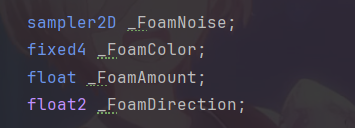 sampler2D _FoamNoise;
fixed4 _FoamColor;
float _FoamAmount;
float2 _FoamDirection;